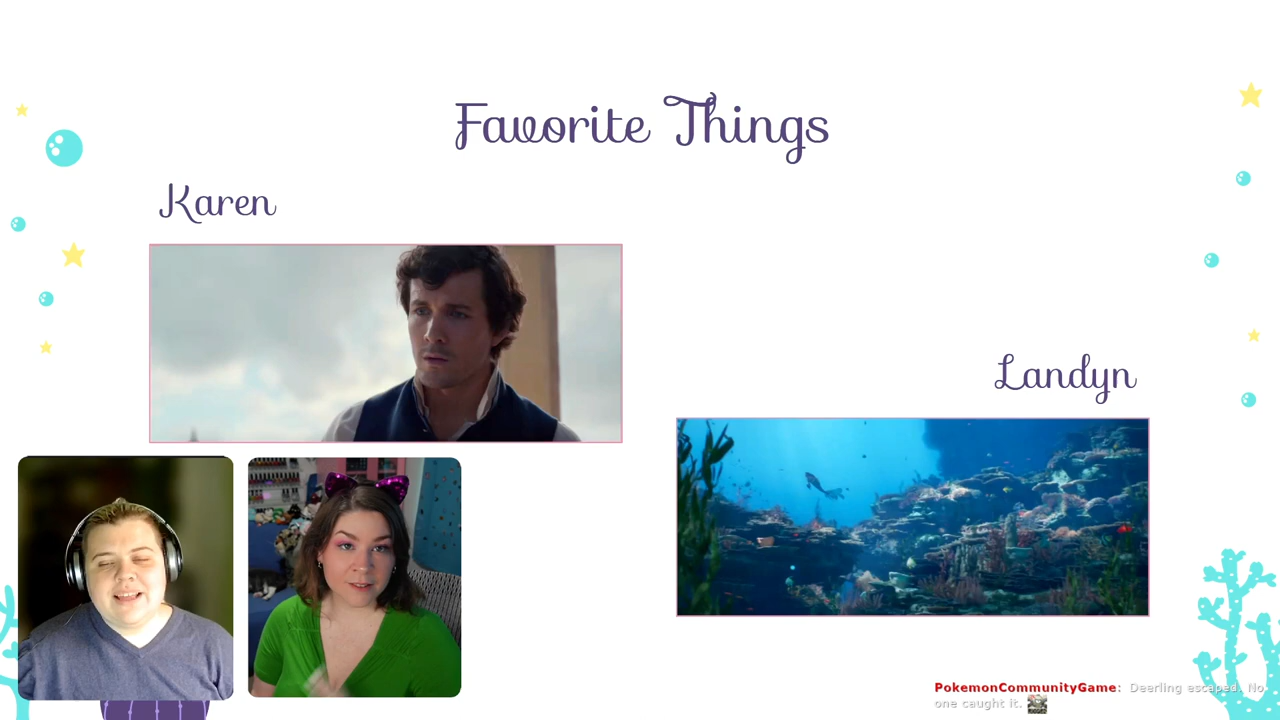 Favorite Things
Karen
Landyn
PokemonCommunityGame: Deerling escaped. No
one caught it.